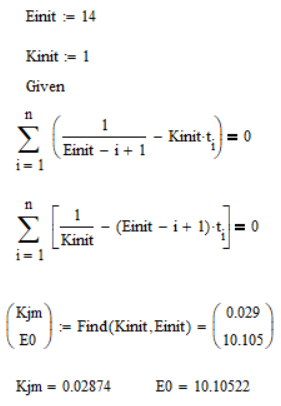 Einit := 14
Kinit := 1
Given
n
∑ ( 1 / (Einit − i + 1) − Kinit·t_i ) = 0
i = 1
n
∑ [ 1 / Kinit − (Einit − i + 1)·t_i ] = 0
i = 1
( Kjm ; E0 ) := Find(Kinit, Einit) = ( 0.029 ; 10.105 )
Kjm = 0.02874 E0 = 10.10522